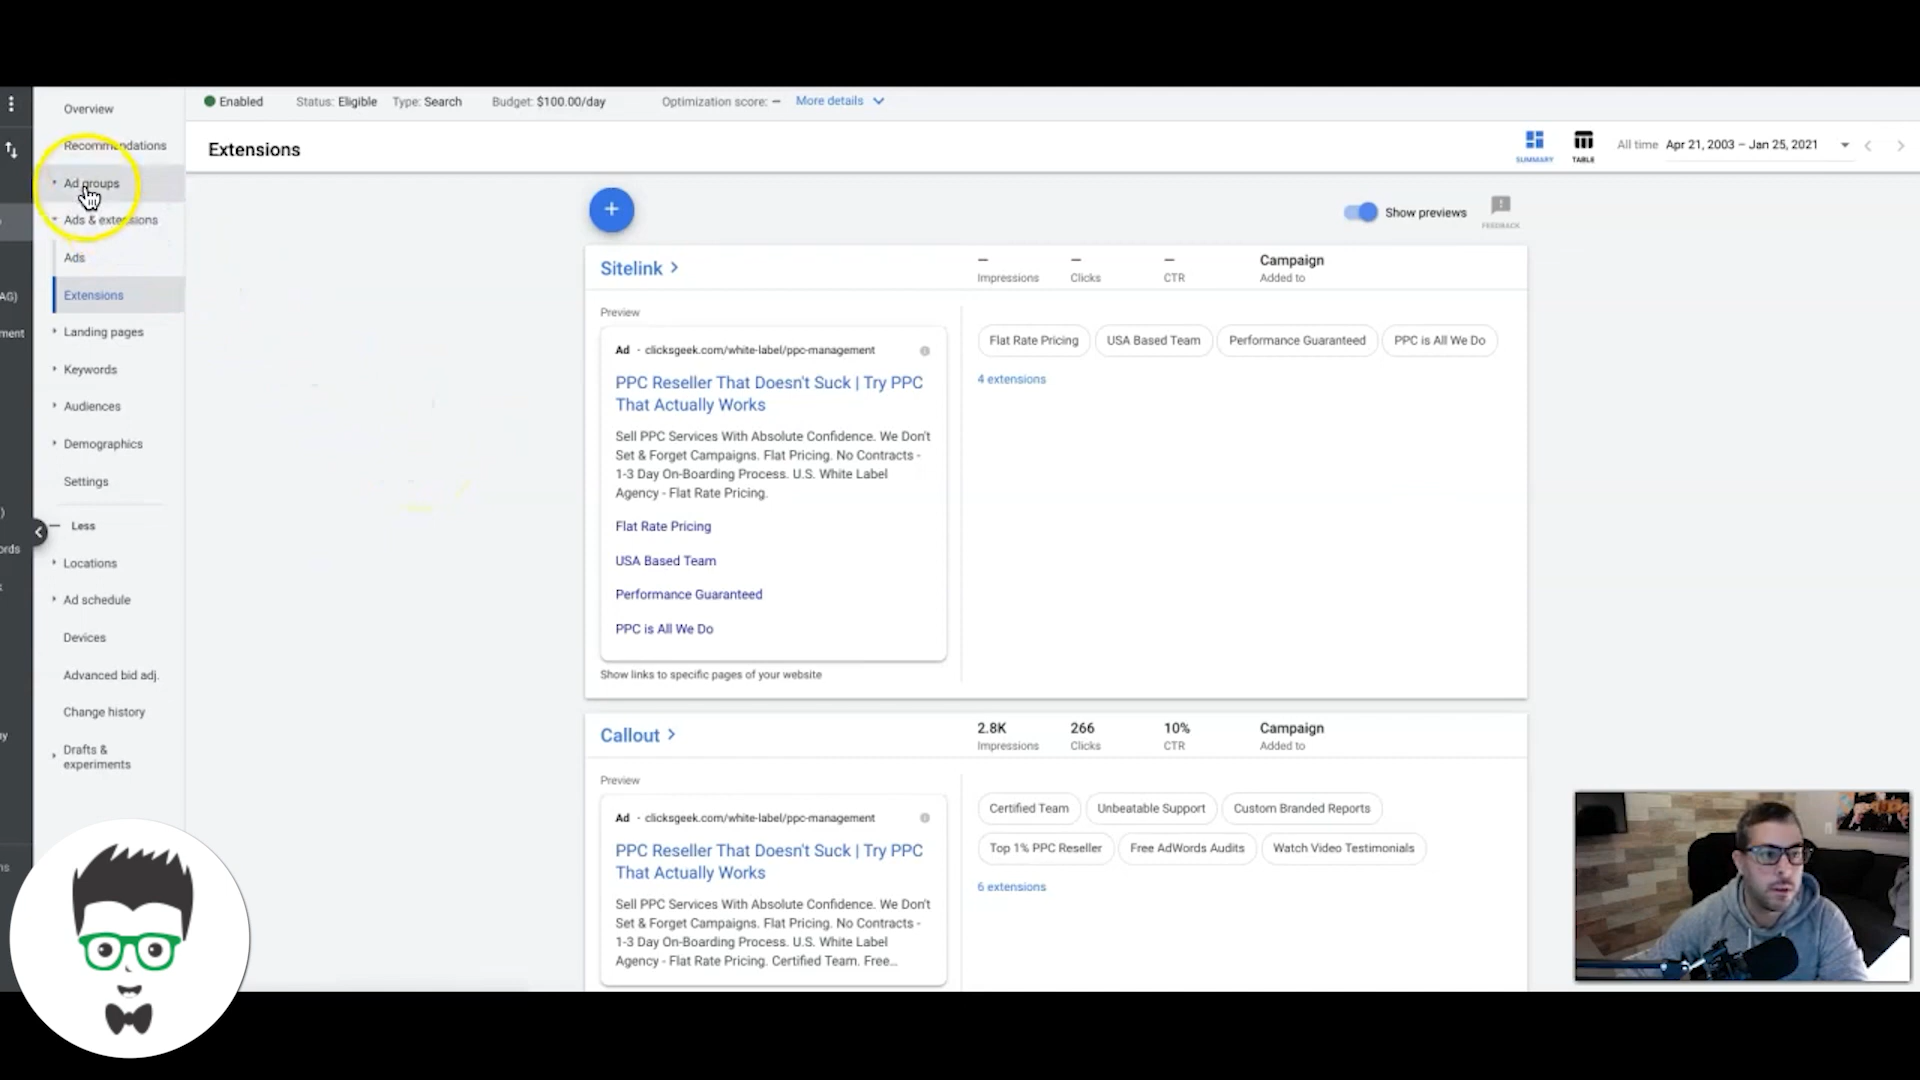 Overview
Recommendations
Ad groups
Ads & extensions
Ads
Extensions
Landing pages
Keywords
Audiences
Demographics
Settings
Less
Locations
Ad schedule
Devices
Advanced bid adj.
Change history
Drafts &
experiments
AG)
ment
)
ords
Enabled Status: Eligible Type: Search Budget: $100.00/day Optimization score: – More details
Extensions
SUMMARY TABLE All time Apr 21, 2003 – Jan 25, 2021
+
Show previews
FEEDBACK
Sitelink
– Impressions
– Clicks
– CTR
Campaign
Added to
Preview
Ad · clicksgeek.com/white-label/ppc-management
PPC Reseller That Doesn't Suck | Try PPC
That Actually Works
Sell PPC Services With Absolute Confidence. We Don't
Set & Forget Campaigns. Flat Pricing. No Contracts -
1-3 Day On-Boarding Process. U.S. White Label
Agency - Flat Rate Pricing.
Flat Rate Pricing
USA Based Team
Performance Guaranteed
PPC is All We Do
Show links to specific pages of your website
Flat Rate Pricing USA Based Team Performance Guaranteed PPC is All We Do
4 extensions
Callout
2.8K 266 10% Campaign
Impressions Clicks CTR Added to
Preview
Ad · clicksgeek.com/white-label/ppc-management
PPC Reseller That Doesn't Suck | Try PPC
That Actually Works
Sell PPC Services With Absolute Confidence. We Don't
Set & Forget Campaigns. Flat Pricing. No Contracts -
1-3 Day On-Boarding Process. U.S. White Label
Agency - Flat Rate Pricing. Certified Team. Free...
Certified Team Unbeatable Support Custom Branded Reports
Top 1% PPC Reseller Free AdWords Audits Watch Video Testimonials
6 extensions